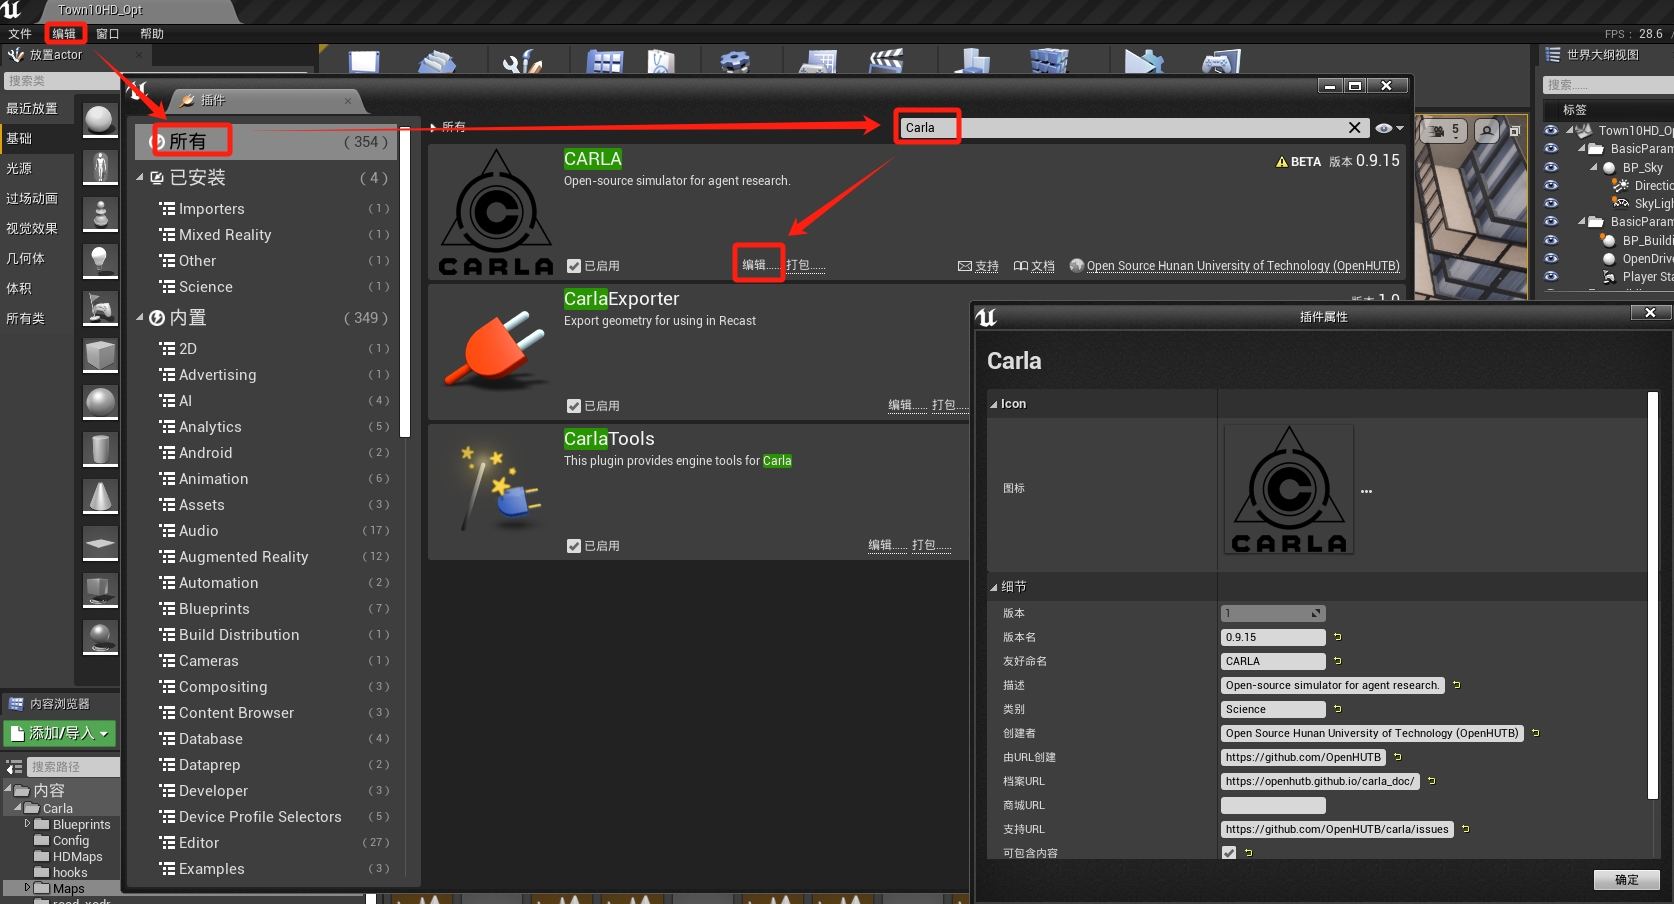 Town10HD_Opt
文件 编辑 窗口 帮助
FPS： 28.6
放置actor
搜索类
最近放置
基础
光源
过场动画
视觉效果
几何体
体积
所有类
插件
所有 (354)
已安装 (4)
Importers (1)
Mixed Reality (1)
Other (1)
Science (1)
内置 (349)
2D (1)
Advertising (1)
AI (4)
Analytics (5)
Android (2)
Animation (6)
Assets (3)
Audio (17)
Augmented Reality (12)
Automation (2)
Blueprints (7)
Build Distribution (1)
Cameras (1)
Compositing (3)
Content Browser (3)
Database (4)
Dataprep (2)
Developer (1)
Device Profile Selectors (5)
Editor (27)
Examples (3)
所有
Carla
CARLA
BETA 版本 0.9.15
Open-source simulator for agent research.
CARLA
已启用
编辑...... 打包......
支持 文档 Open Source Hunan University of Technology (OpenHUTB)
CarlaExporter
版本 1.0
Export geometry for using in Recast
已启用
编辑...... 打包......
CarlaTools
This plugin provides engine tools for Carla
已启用
编辑...... 打包......
5
世界大纲视图
搜索......
标签
Town10HD_Op
BasicParam
BP_Sky
Directio
SkyLigh
BasicParam
BP_Buildi
OpenDrive
Player Sta
插件属性
Carla
Icon
图标
CARLA
...
细节
版本 1
版本名 0.9.15
友好命名 CARLA
描述 Open-source simulator for agent research.
类别 Science
创建者 Open Source Hunan University of Technology (OpenHUTB)
由URL创建 https://github.com/OpenHUTB
档案URL https://openhutb.github.io/carla_doc/
商城URL
支持URL https://github.com/OpenHUTB/carla/issues
可包含内容
确定
内容浏览器
添加/导入
搜索路径
内容
Carla
Blueprints
Config
HDMaps
hooks
Maps